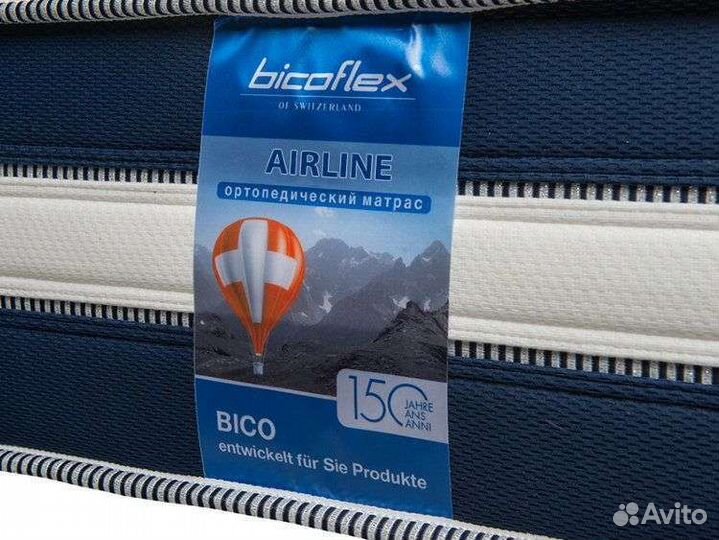 bicoflex
OF SWITZERLAND
AIRLINE
ортопедический матрас
150 JAHRE
ANS
ANNI
BICO
entwickelt für Sie Produkte
Avito